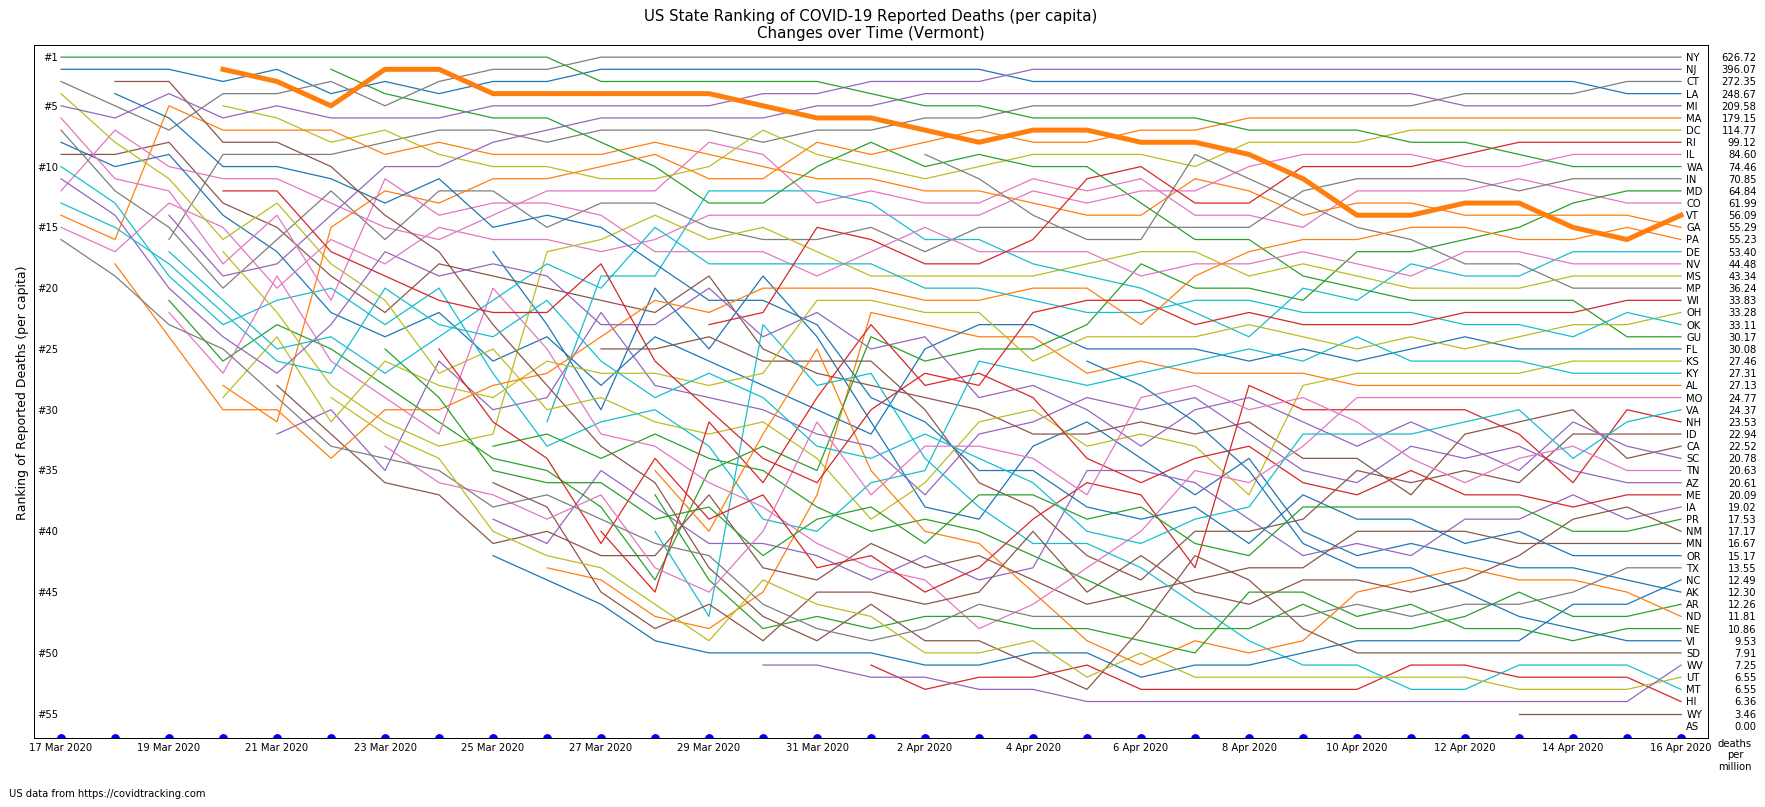 US State Ranking of COVID-19 Reported Deaths (per capita)
Changes over Time (Vermont)
Ranking of Reported Deaths (per capita)
#1
#5
#10
#15
#20
#25
#30
#35
#40
#45
#50
#55
NY 626.72
NJ 396.07
CT 272.35
LA 248.67
MI 209.58
MA 179.15
DC 114.77
RI 99.12
IL 84.60
WA 74.46
IN 70.85
MD 64.84
CO 61.99
VT 56.09
GA 55.29
PA 55.23
DE 53.40
NV 44.48
MS 43.34
MP 36.24
WI 33.83
OH 33.28
OK 33.11
GU 30.17
FL 30.08
KS 27.46
KY 27.31
AL 27.13
MO 24.77
VA 24.37
NH 23.53
ID 22.94
CA 22.52
SC 20.78
TN 20.63
AZ 20.61
ME 20.09
IA 19.02
PR 17.53
NM 17.17
MN 16.67
OR 15.17
TX 13.55
NC 12.49
AK 12.30
AR 12.26
ND 11.81
NE 10.86
VI 9.53
SD 7.91
WV 7.25
UT 6.55
MT 6.55
HI 6.36
WY 3.46
AS 0.00
17 Mar 2020 19 Mar 2020 21 Mar 2020 23 Mar 2020 25 Mar 2020 27 Mar 2020 29 Mar 2020 31 Mar 2020 2 Apr 2020 4 Apr 2020 6 Apr 2020 8 Apr 2020 10 Apr 2020 12 Apr 2020 14 Apr 2020 16 Apr 2020
deaths
per
million
US data from https://covidtracking.com